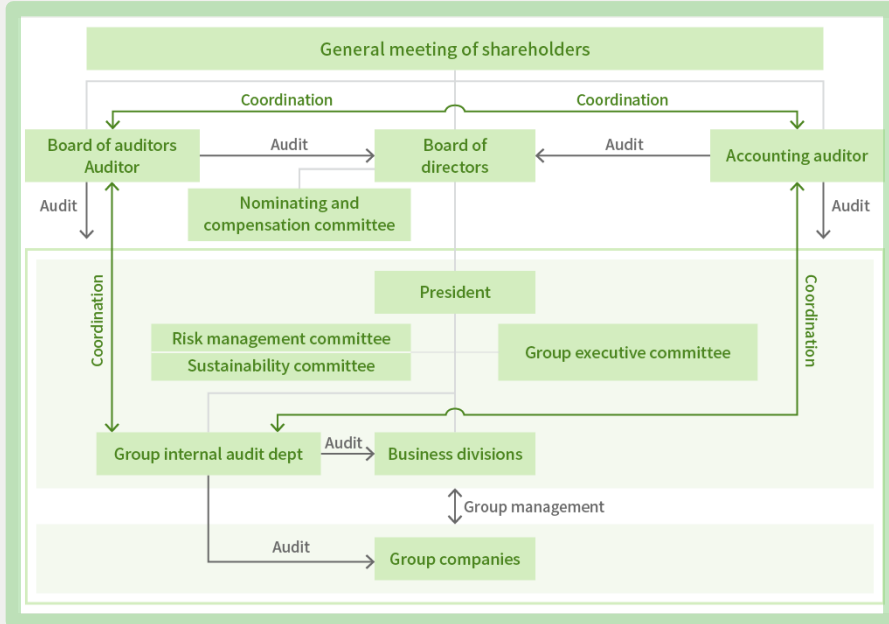 General meeting of shareholders
Coordination
Coordination
Board of auditors
Auditor
Audit
Board of
directors
Audit
Accounting auditor
Audit
Nominating and
compensation committee
Audit
President
Coordination
Coordination
Risk management committee
Sustainability committee
Group executive committee
Group internal audit dept
Audit
Business divisions
Group management
Audit
Group companies